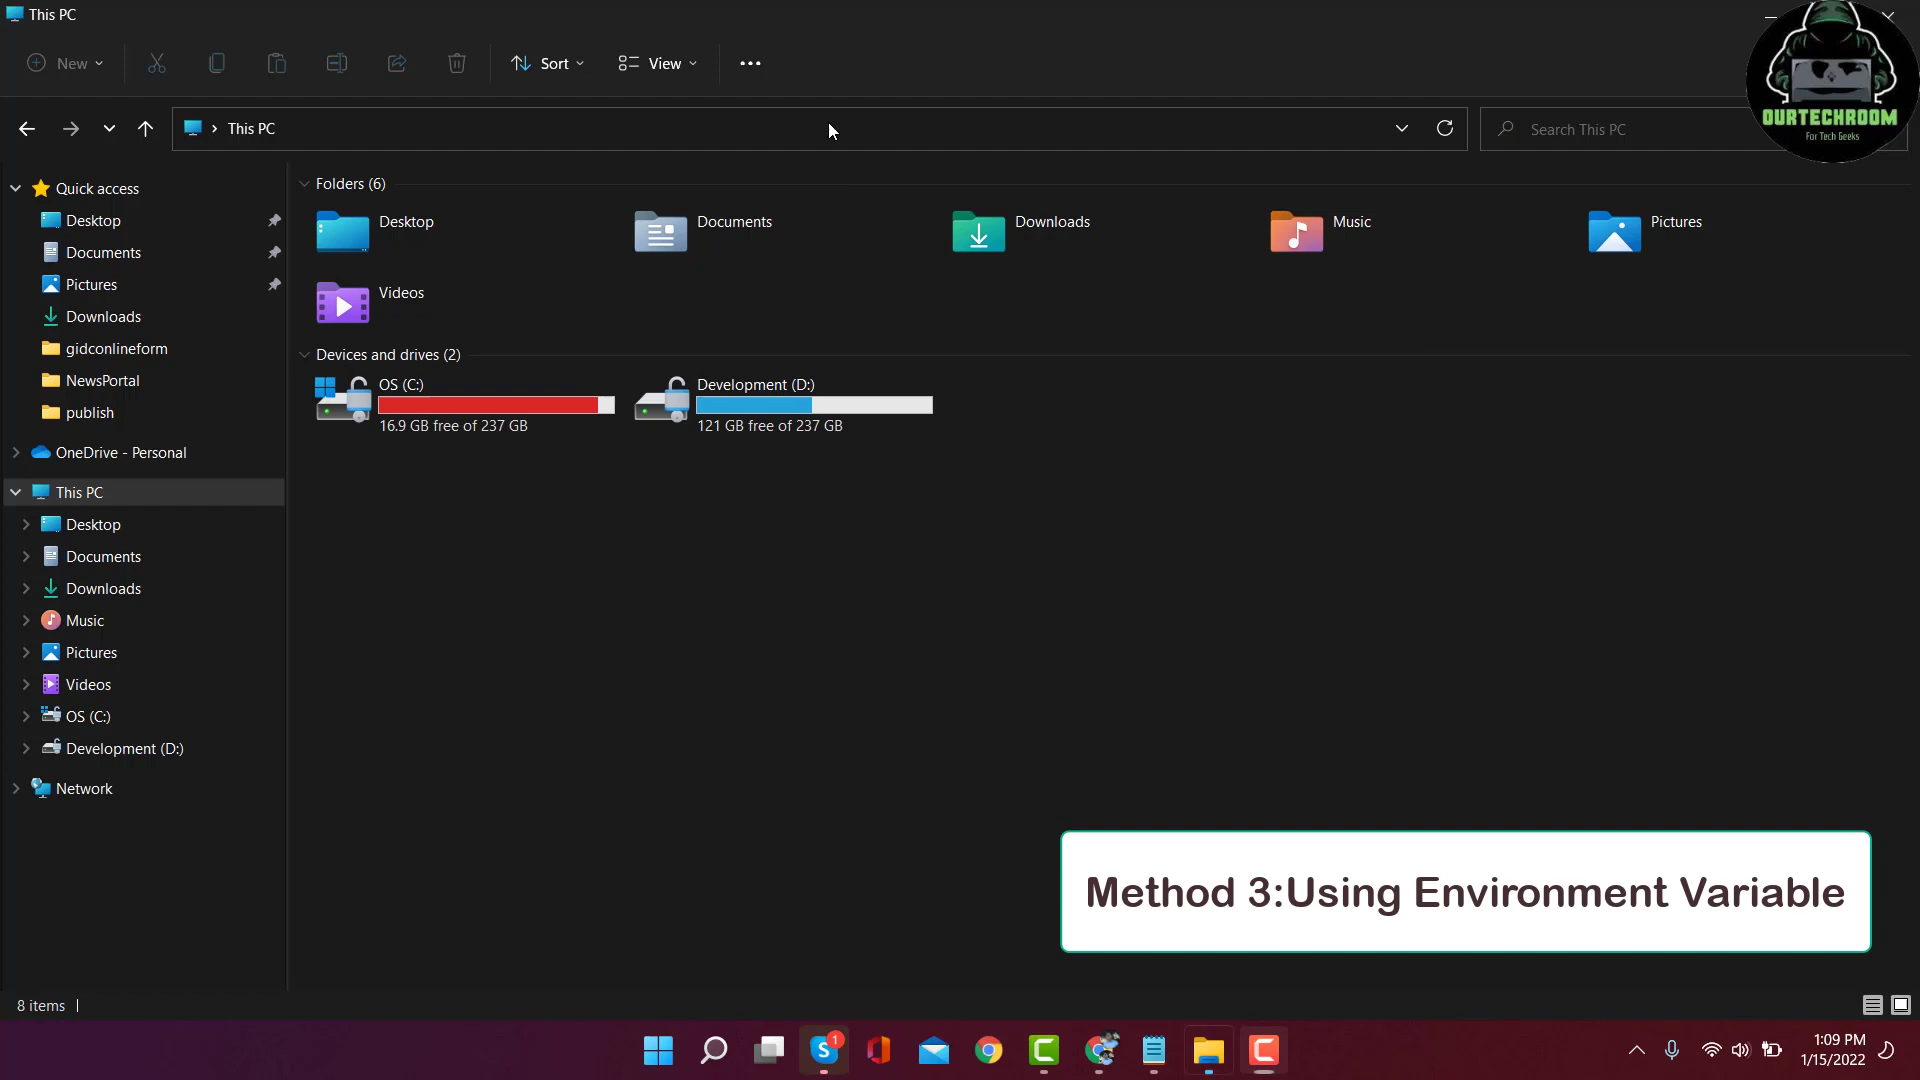 This PC
New
Sort
View
This PC
Search This PC
OURTECHROOM
For Tech Geeks
Quick access
Desktop
Documents
Pictures
Downloads
gidconlineform
NewsPortal
publish
OneDrive - Personal
This PC
Desktop
Documents
Downloads
Music
Pictures
Videos
OS (C:)
Development (D:)
Network
Folders (6)
Desktop
Documents
Downloads
Music
Pictures
Videos
Devices and drives (2)
OS (C:)
16.9 GB free of 237 GB
Development (D:)
121 GB free of 237 GB
Method 3:Using Environment Variable
8 items
S
1
1:09 PM
1/15/2022